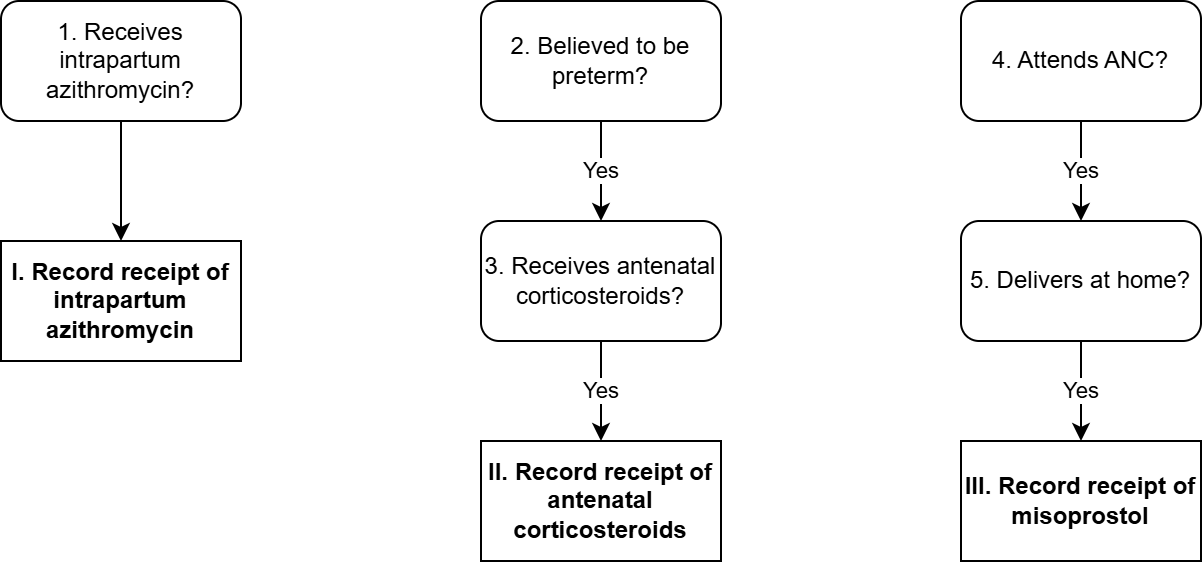 1. Receives
intrapartum
azithromycin?
I. Record receipt of
intrapartum
azithromycin
2. Believed to be
preterm?
Yes
3. Receives antenatal
corticosteroids?
Yes
II. Record receipt of
antenatal
corticosteroids
4. Attends ANC?
Yes
5. Delivers at home?
Yes
III. Record receipt of
misoprostol